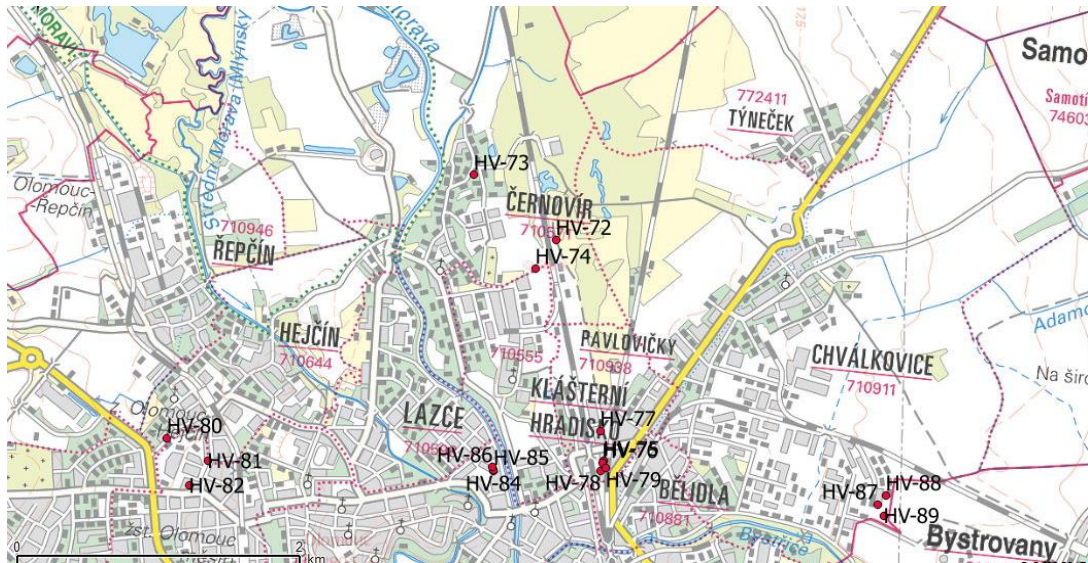 MORAV
Střední Morava (Mlýnský
Morava
Samo
772411
TÝNEČEK
Samotí
74603
HV-73
Olomouc-
-Řepčín
ČERNOVÍR
HV-72
710946
ŘEPČÍN
HV-74
HEJČÍN
710644
PAVLOVIČKY
710938
710555
KLÁŠTERNÍ
HRADISKO
CHVÁLKOVICE
710911
Adamo
Na širo
LAZCE
HV-77
HV-80
HV-81
HV-82
HV-86
HV-85
HV-84
HV-76
HV-78
HV-79
BĚLIDLA
710881
HV-87
HV-88
HV-89
Bystrovany
Bystřice
žst. Olomouc
0
2
km